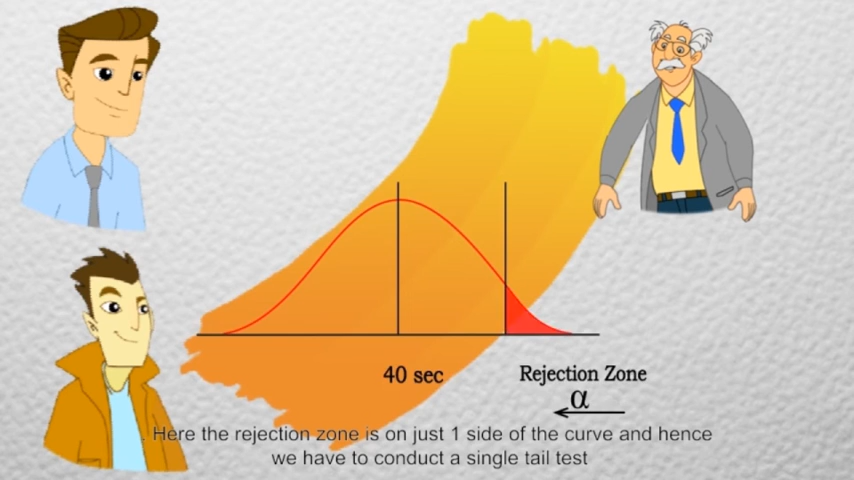 40 sec
Rejection Zone
α
. Here the rejection zone is on just 1 side of the curve and hence
we have to conduct a single tail test